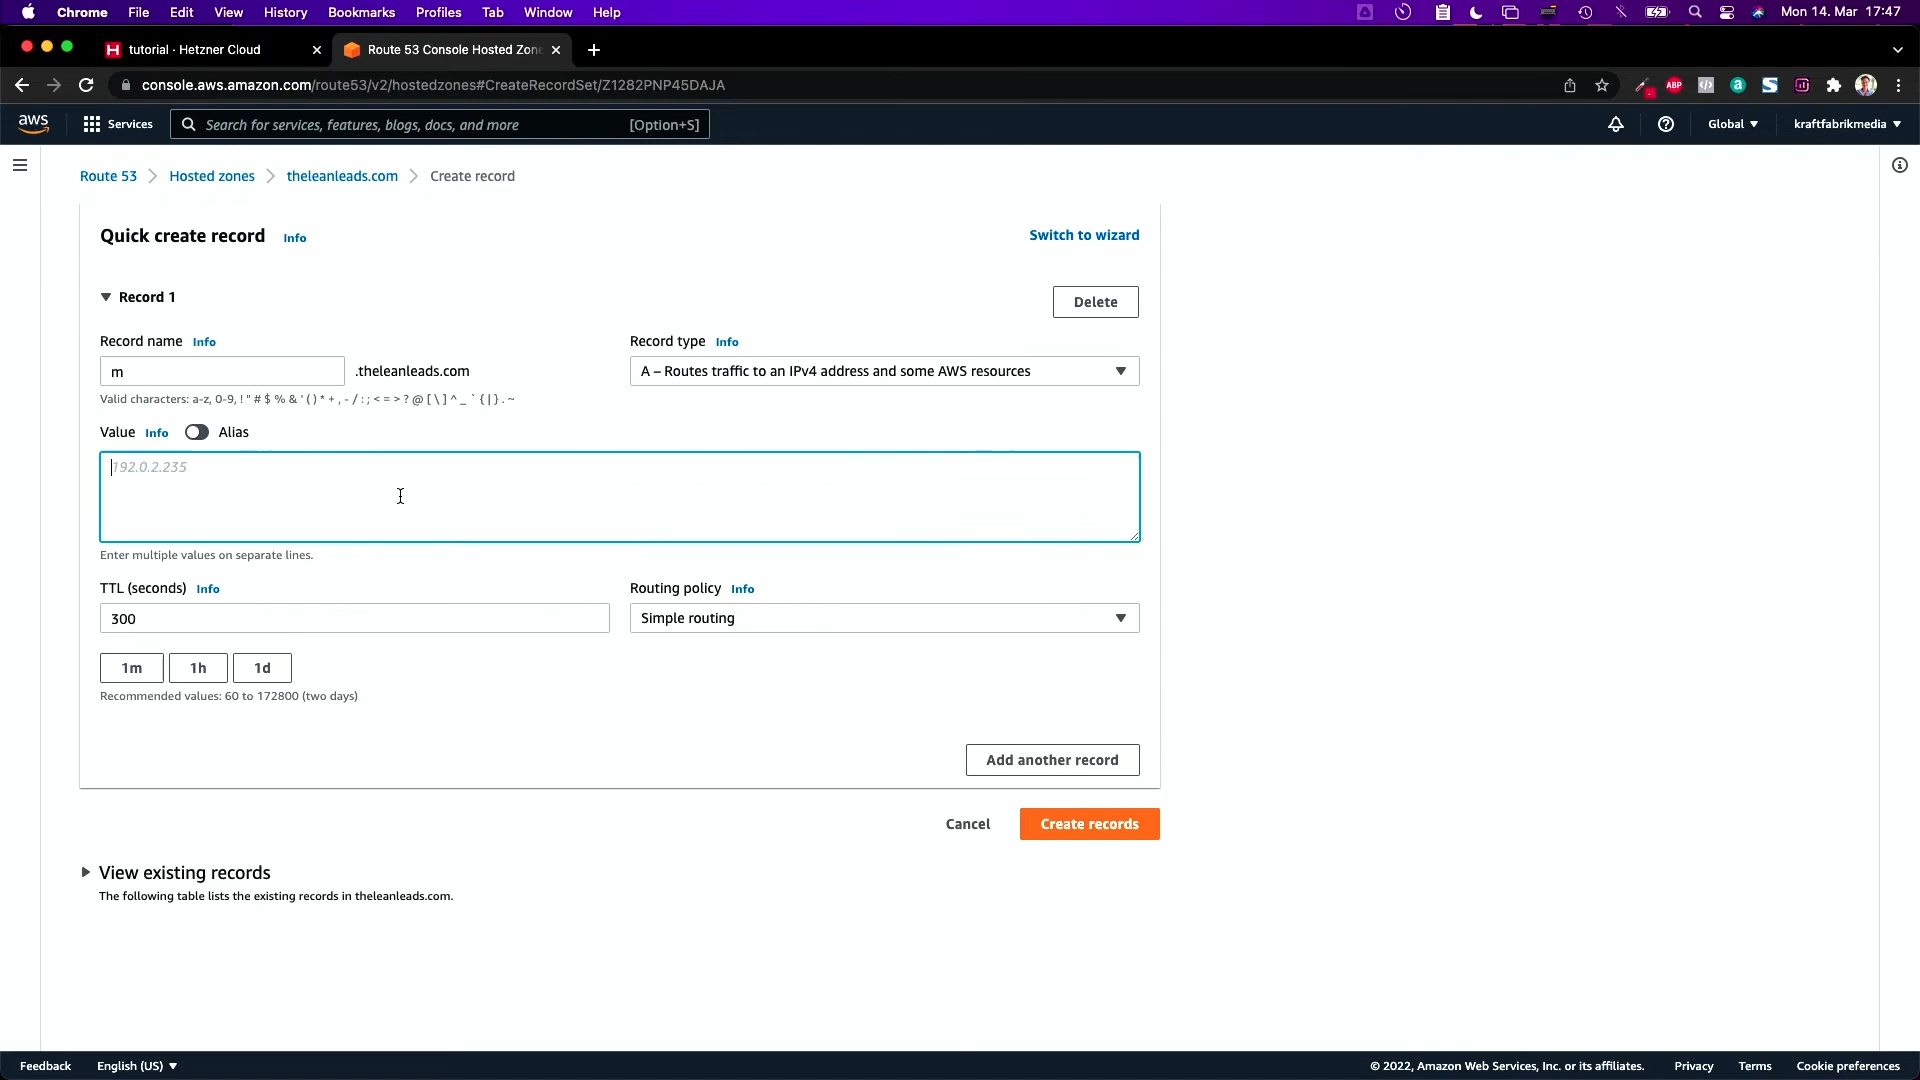 Chrome File Edit View History Bookmarks Profiles Tab Window Help Mon 14. Mar 17:47
tutorial · Hetzner Cloud Route 53 Console Hosted Zone
console.aws.amazon.com/route53/v2/hostedzones#CreateRecordSet/Z1282PNP45DAJA ABP
aws Services Search for services, features, blogs, docs, and more [Option+S] Global kraftfabrikmedia
Route 53 Hosted zones theleanleads.com Create record
Quick create record Info Switch to wizard
Record 1 Delete
Record name Info Record type Info
m .theleanleads.com A – Routes traffic to an IPv4 address and some AWS resources
Valid characters: a-z, 0-9, ! " # $ % & ' ( ) * + , - / : ; < = > ? @ [ \ ] ^ _ ` { | } . ~
Value Info Alias
192.0.2.235
Enter multiple values on separate lines.
TTL (seconds) Info Routing policy Info
300 Simple routing
1m 1h 1d
Recommended values: 60 to 172800 (two days)
Add another record
Cancel Create records
View existing records
The following table lists the existing records in theleanleads.com.
Feedback English (US) © 2022, Amazon Web Services, Inc. or its affiliates. Privacy Terms Cookie preferences